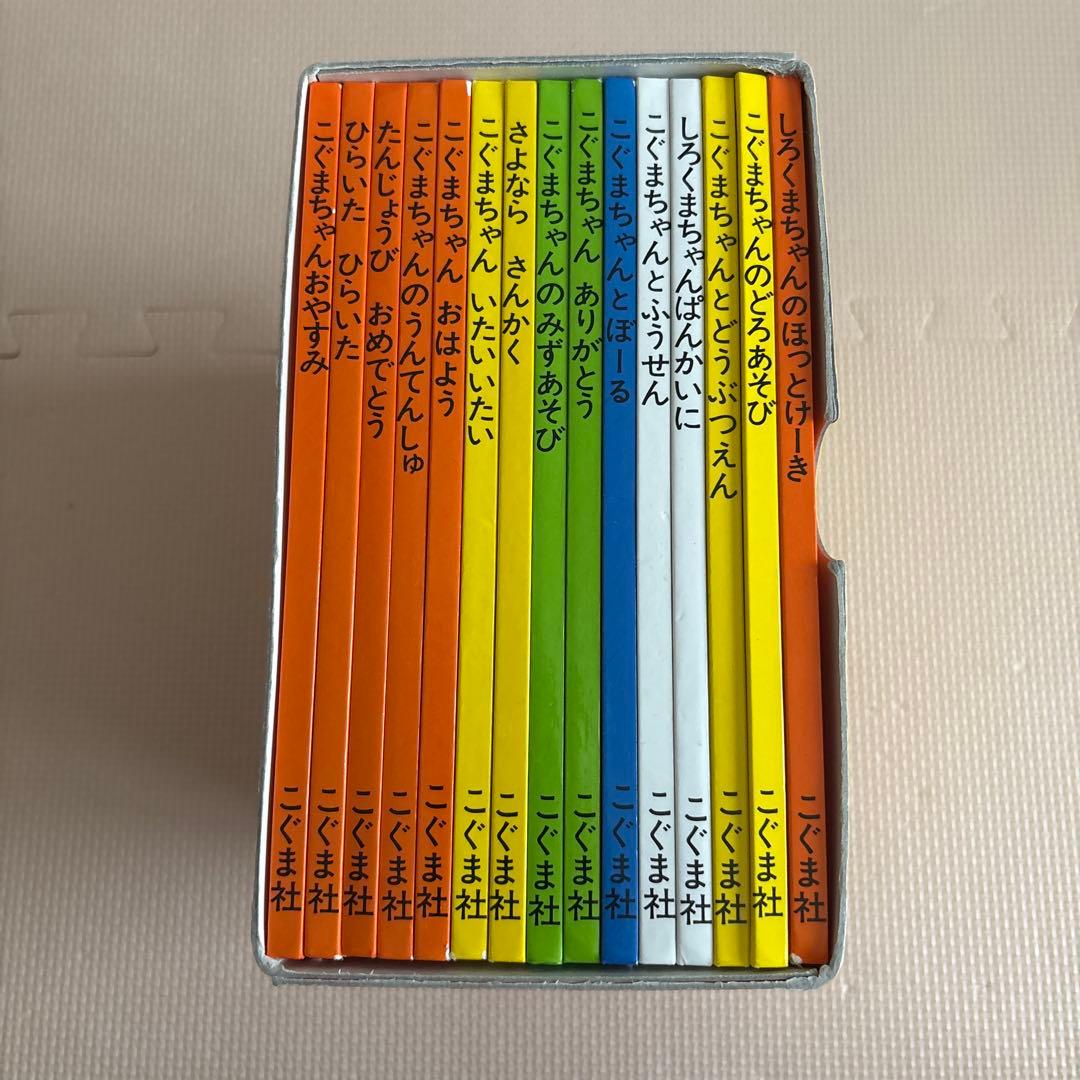 こぐまちゃんおやすみ こぐま社
ひらいた ひらいた こぐま社
たんじょうび おめでとう こぐま社
こぐまちゃんのうんてんしゅ こぐま社
こぐまちゃん おはよう こぐま社
こぐまちゃん いたいいたい こぐま社
さよなら さんかく こぐま社
こぐまちゃんのみずあそび こぐま社
こぐまちゃん ありがとう こぐま社
こぐまちゃんとぼーる こぐま社
こぐまちゃんとふうせん こぐま社
しろくまちゃんぱんかいに こぐま社
こぐまちゃんとどうぶつえん こぐま社
こぐまちゃんのどろあそび こぐま社
しろくまちゃんのほっとけーき こぐま社